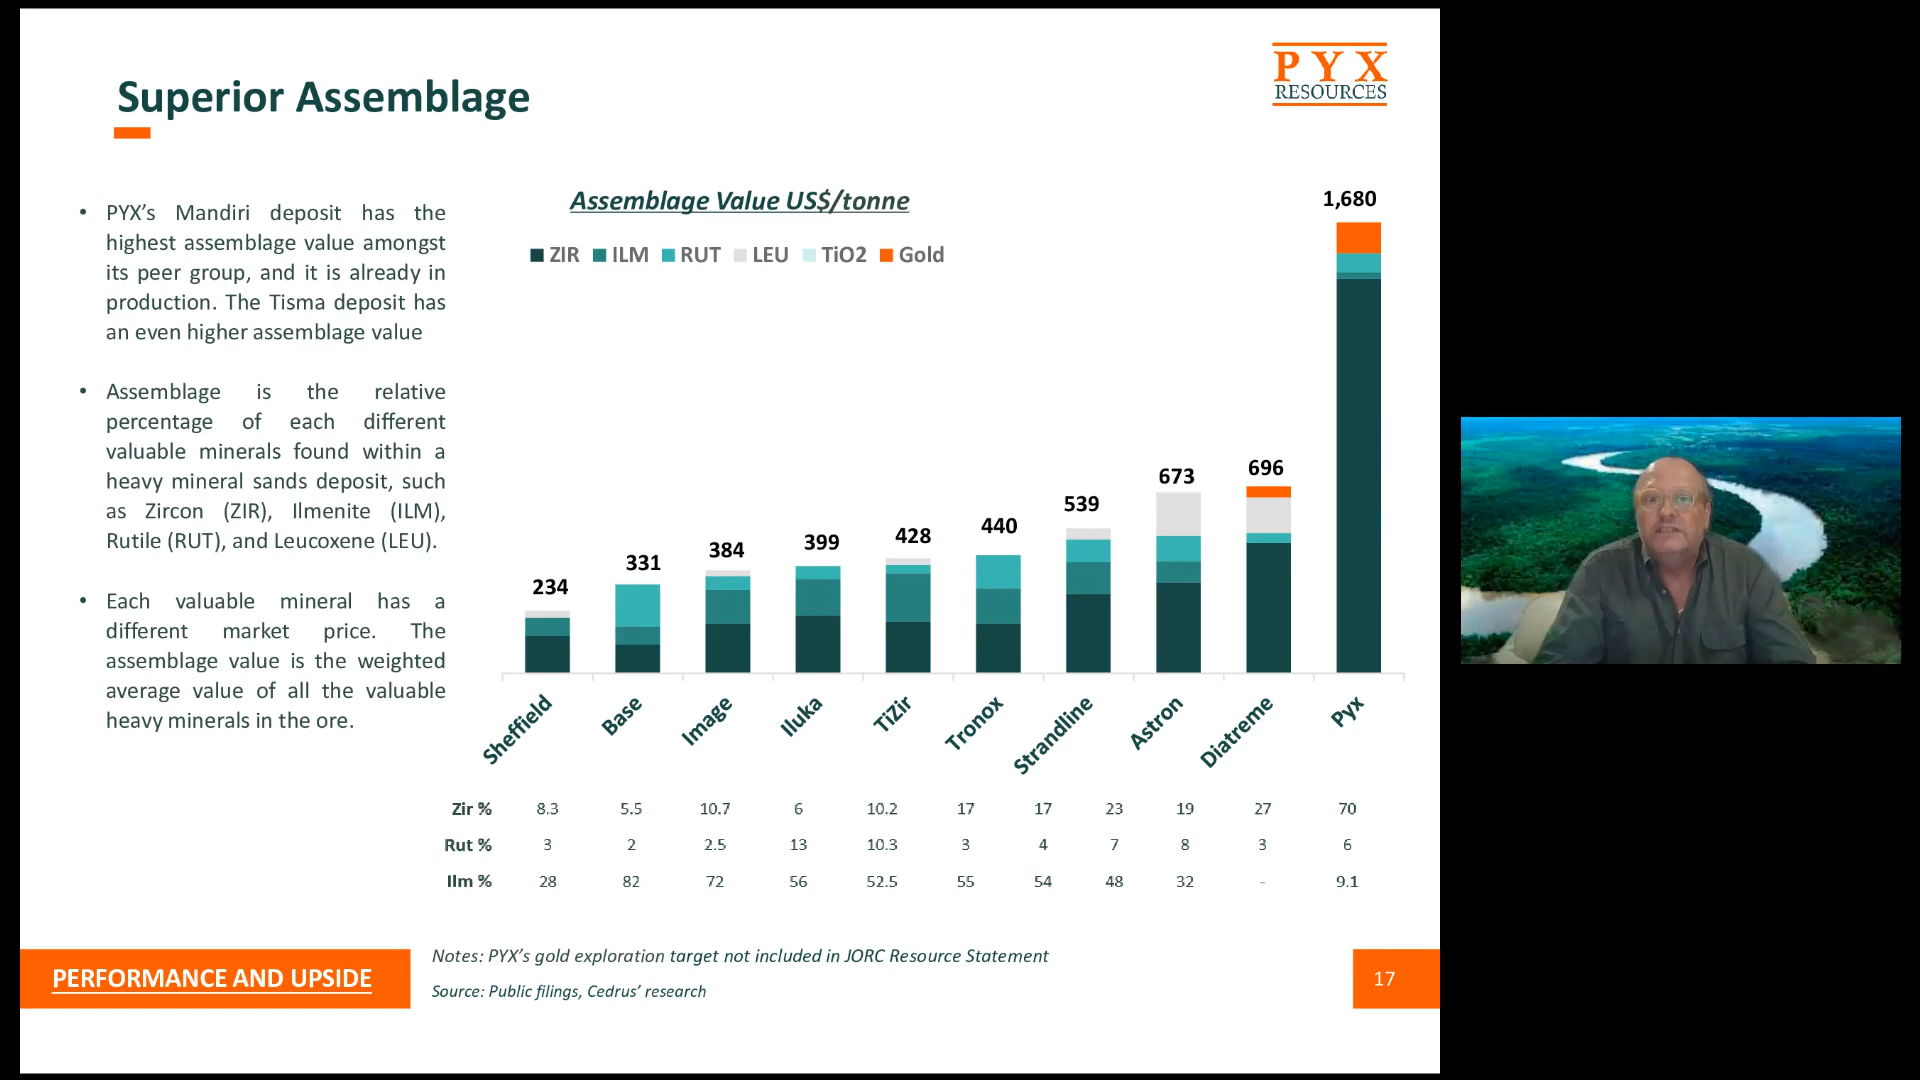 PYX
RESOURCES
Superior Assemblage
• PYX’s Mandiri deposit has the
highest assemblage value amongst
its peer group, and it is already in
production. The Tisma deposit has
an even higher assemblage value
• Assemblage is the relative
percentage of each different
valuable minerals found within a
heavy mineral sands deposit, such
as Zircon (ZIR), Ilmenite (ILM),
Rutile (RUT), and Leucoxene (LEU).
• Each valuable mineral has a
different market price. The
assemblage value is the weighted
average value of all the valuable
heavy minerals in the ore.
Assemblage Value US$/tonne
ZIR ILM RUT LEU TiO2 Gold
234 331 384 399 428 440 539 673 696 1,680
Sheffield Base Image Iluka TiZir Tronox Strandline Astron Diatreme Pyx
Zir % 8.3 5.5 10.7 6 10.2 17 17 23 19 27 70
Rut % 3 2 2.5 13 10.3 3 4 7 8 3 6
Ilm % 28 82 72 56 52.5 55 54 48 32 - 9.1
Notes: PYX’s gold exploration target not included in JORC Resource Statement
Source: Public filings, Cedrus’ research
PERFORMANCE AND UPSIDE
17